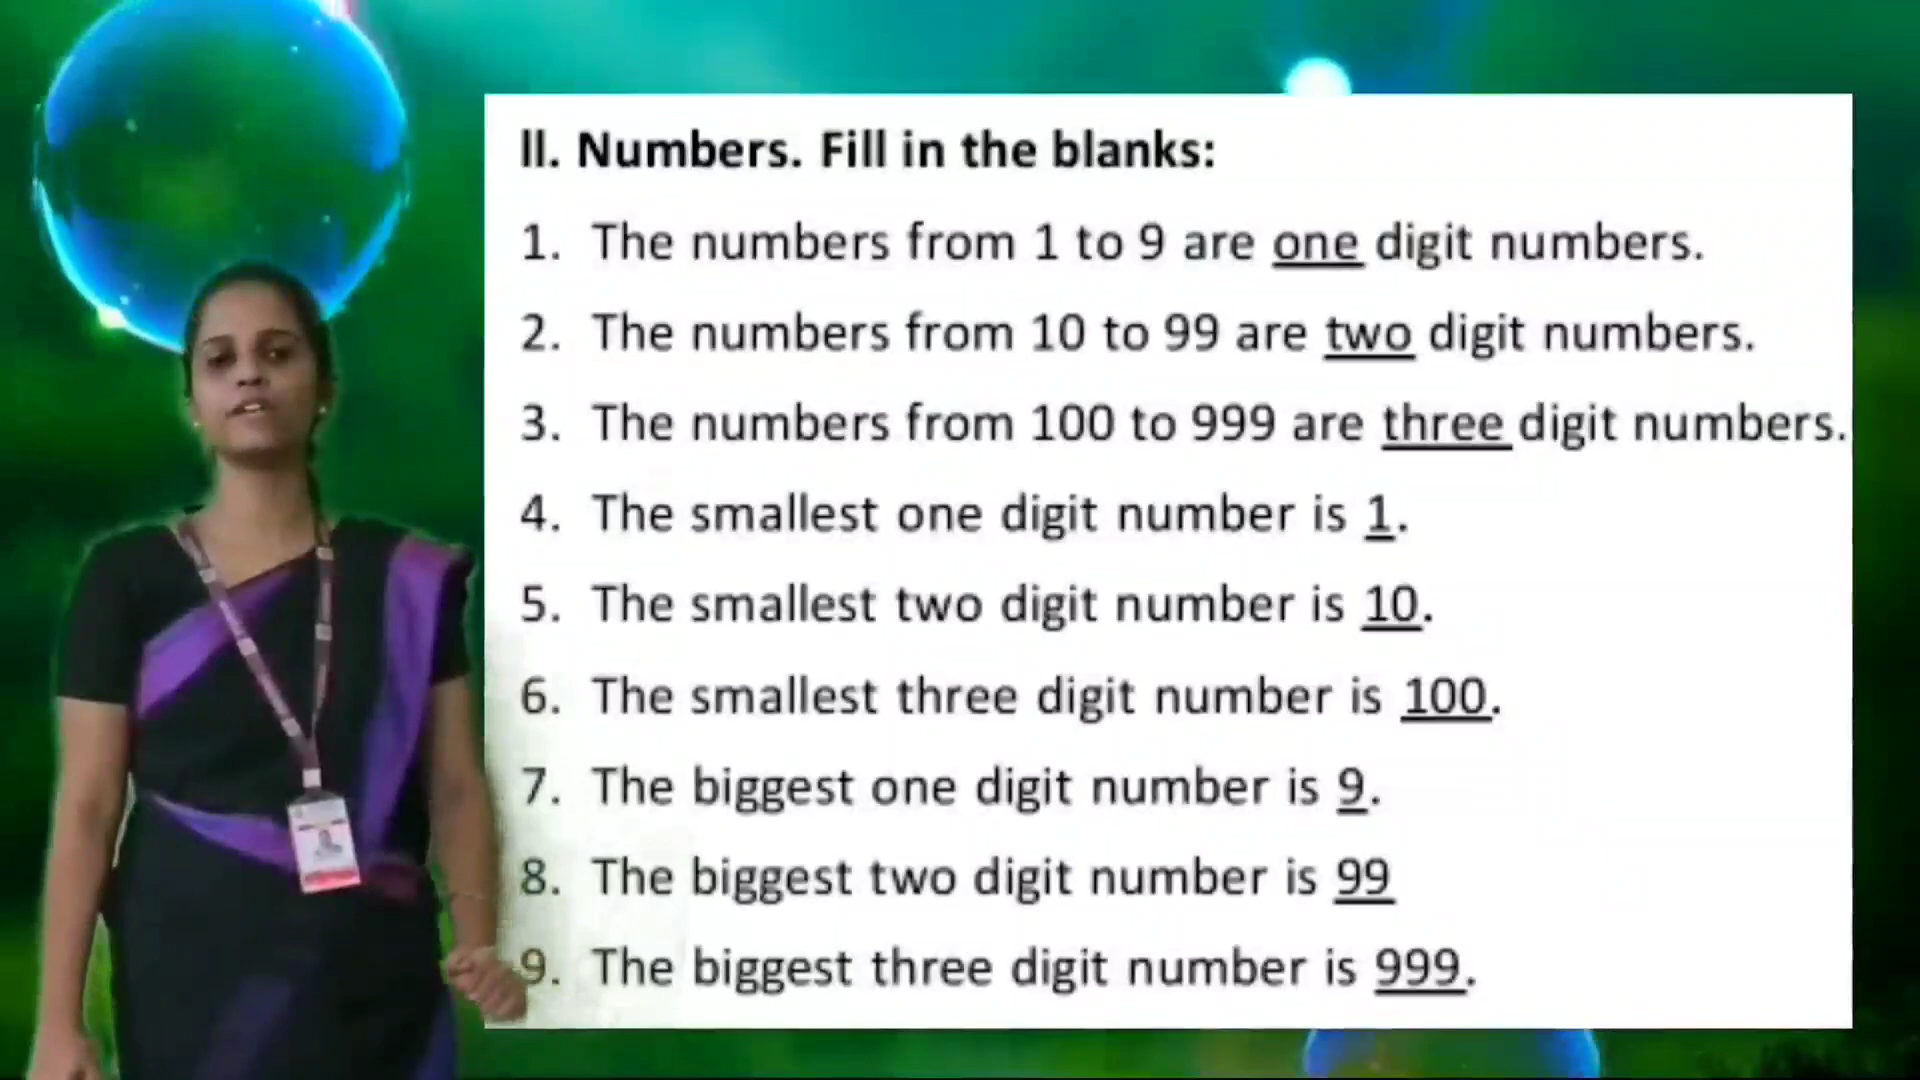 II. Numbers. Fill in the blanks:
1. The numbers from 1 to 9 are one digit numbers.
2. The numbers from 10 to 99 are two digit numbers.
3. The numbers from 100 to 999 are three digit numbers.
4. The smallest one digit number is 1.
5. The smallest two digit number is 10.
6. The smallest three digit number is 100.
7. The biggest one digit number is 9.
8. The biggest two digit number is 99
9. The biggest three digit number is 999.